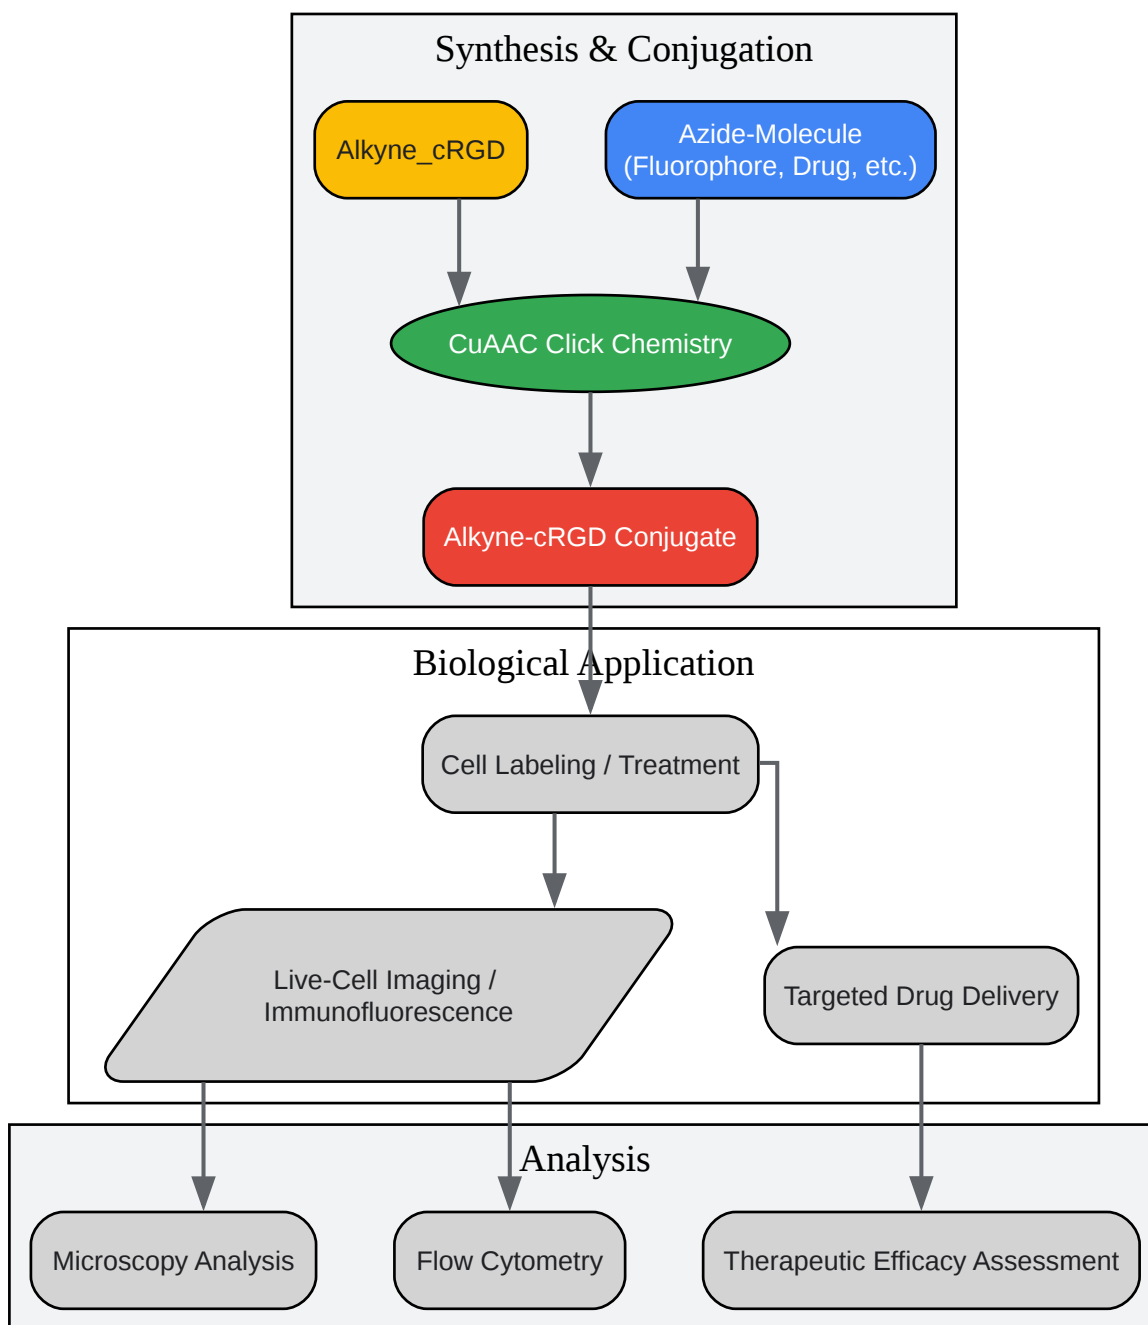 Synthesis & Conjugation
Alkyne_cRGD
Azide-Molecule
(Fluorophore, Drug, etc.)
CuAAC Click Chemistry
Alkyne-cRGD Conjugate
Biological Application
Cell Labeling / Treatment
Live-Cell Imaging /
Immunofluorescence
Targeted Drug Delivery
Analysis
Microscopy Analysis
Flow Cytometry
Therapeutic Efficacy Assessment